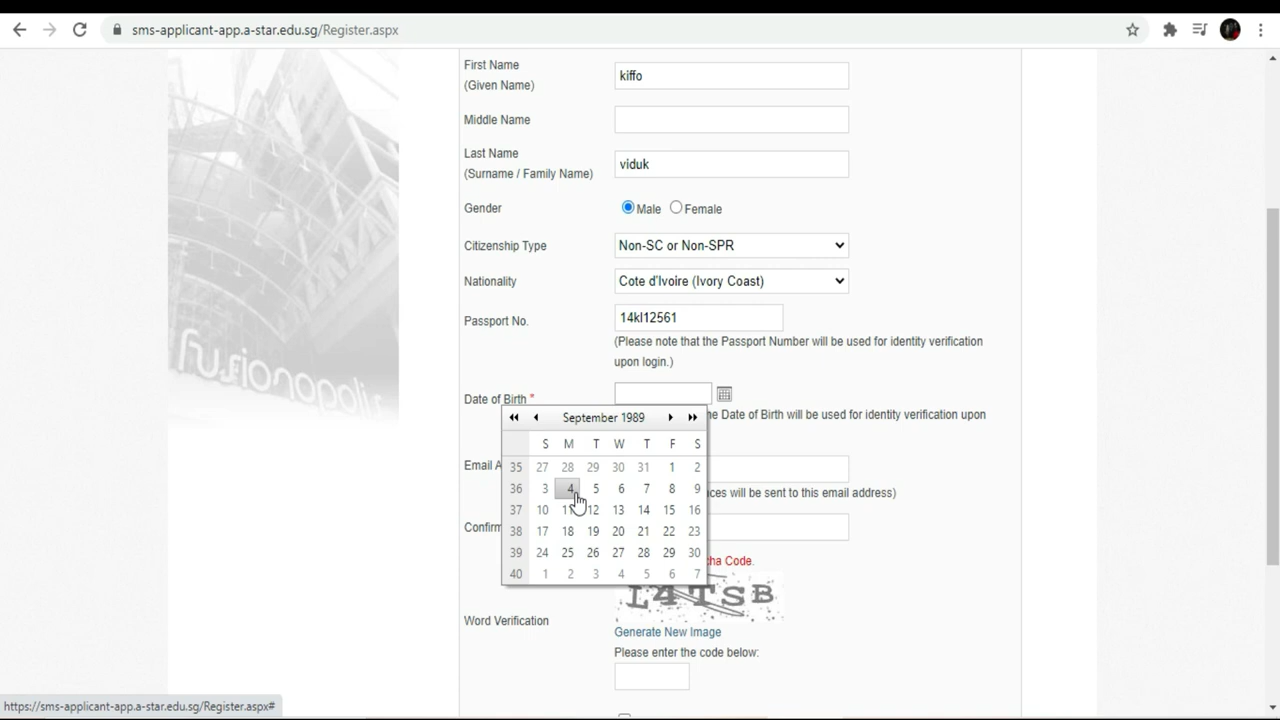 sms-applicant-app.a-star.edu.sg/Register.aspx
First Name
(Given Name)
kiffo
Middle Name
Last Name
(Surname / Family Name)
viduk
Gender
Male Female
Citizenship Type
Non-SC or Non-SPR
Nationality
Cote d'Ivoire (Ivory Coast)
Passport No.
14kl12561
(Please note that the Passport Number will be used for identity verification
upon login.)
Date of Birth *
Date of Birth will be used for identity verification upon
September 1989
S M T W T F S
35 27 28 29 30 31 1 2
36 3 4 5 6 7 8 9
37 10 11 12 13 14 15 16
38 17 18 19 20 21 22 23
39 24 25 26 27 28 29 30
40 1 2 3 4 5 6 7
Email
will be sent to this email address)
Confirm
Code.
L4TSB
Word Verification
Generate New Image
Please enter the code below:
fusionopolis
https://sms-applicant-app.a-star.edu.sg/Register.aspx#